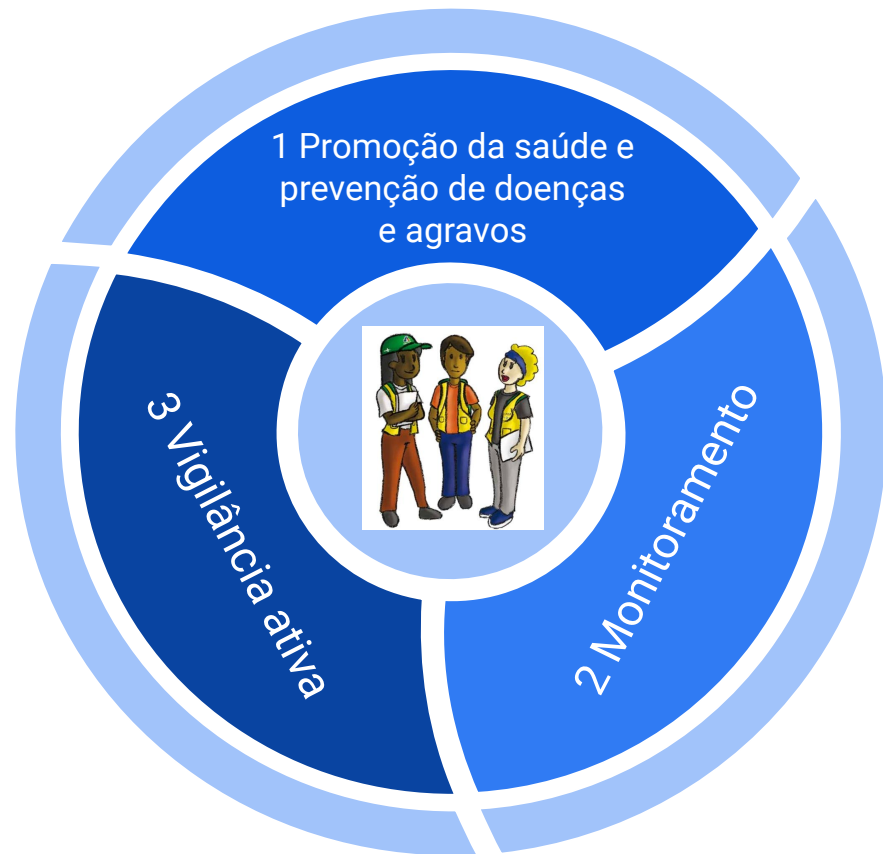 1 Promoção da saúde e
prevenção de doenças
e agravos
2 Monitoramento
3 Vigilância ativa